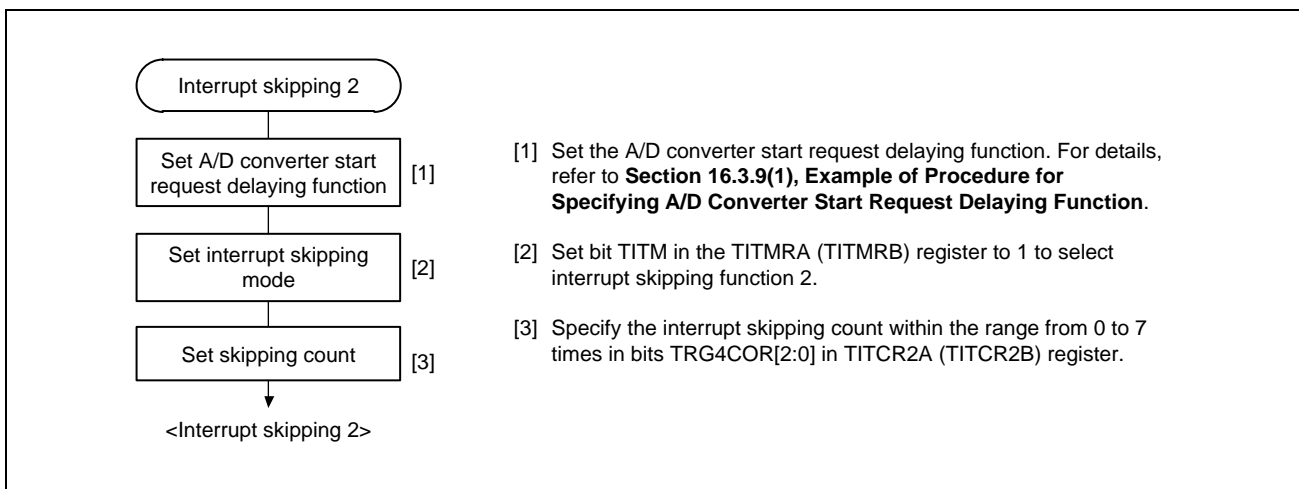 Interrupt skipping 2
Set A/D converter start
request delaying function
[1]
Set interrupt skipping
mode
[2]
Set skipping count
[3]
<Interrupt skipping 2>
[1] Set the A/D converter start request delaying function. For details,
refer to Section 16.3.9(1), Example of Procedure for
Specifying A/D Converter Start Request Delaying Function.
[2] Set bit TITM in the TITMRA (TITMRB) register to 1 to select
interrupt skipping function 2.
[3] Specify the interrupt skipping count within the range from 0 to 7
times in bits TRG4COR[2:0] in TITCR2A (TITCR2B) register.